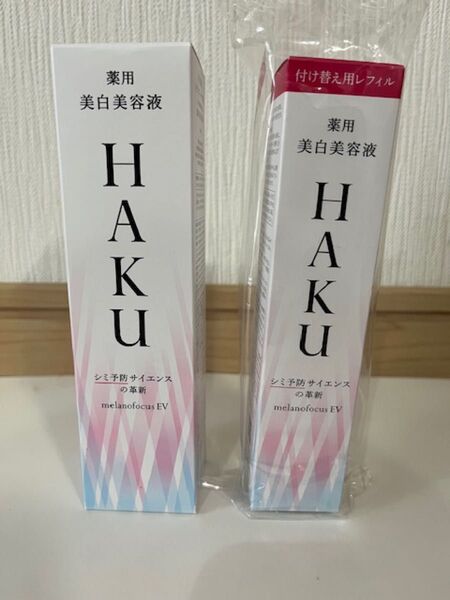 薬用
美白美容液
HAKU
シミ予防サイエンス
の革新
melanofocus EV
付け替え用レフィル
薬用
美白美容液
HAKU
シミ予防サイエンス
の革新
melanofocus EV